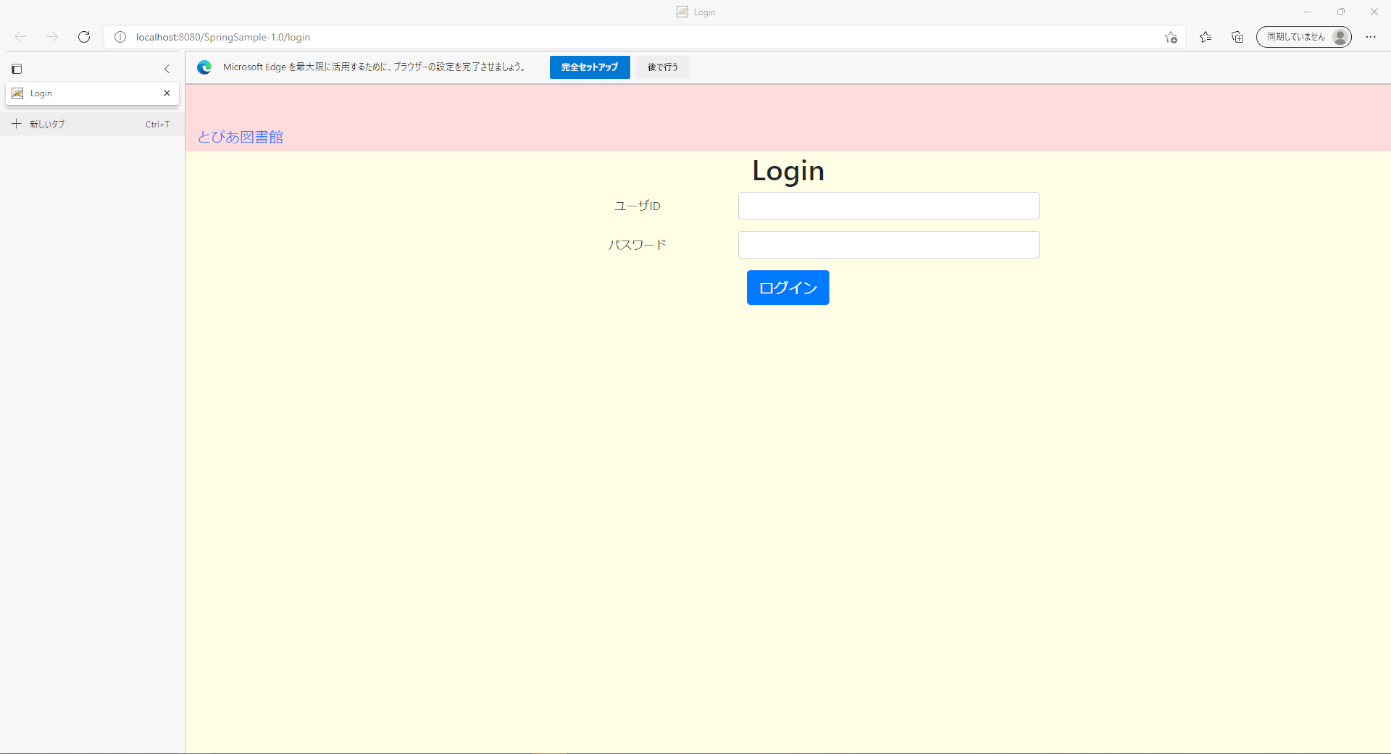 Login
localhost:8080/SpringSample-1.0/login
同期していません
Microsoft Edge を最大限に活用するために、ブラウザーの設定を完了させましょう。
完全セットアップ
後で行う
Login
新しいタブ Ctrl+T
とぴあ図書館
Login
ユーザID
パスワード
ログイン